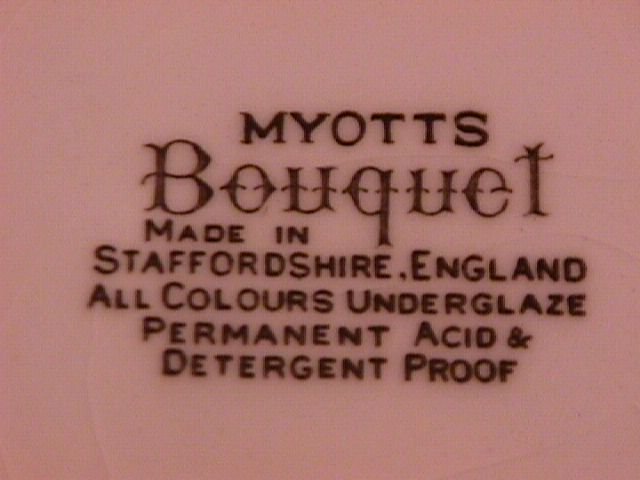 MYOTTS
Bouquet
MADE IN
STAFFORDSHIRE. ENGLAND
ALL COLOURS UNDERGLAZE
PERMANENT ACID &
DETERGENT PROOF